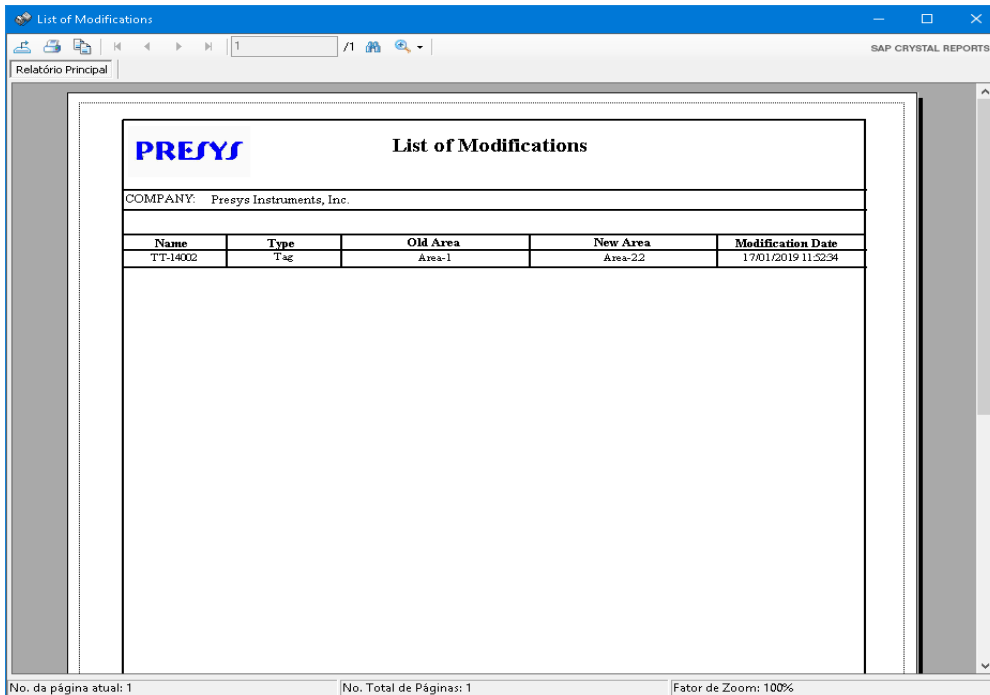 List of Modifications
1 /1 SAP CRYSTAL REPORTS
Relatório Principal
PRESYS List of Modifications
COMPANY: Presys Instruments, Inc.
Name Type Old Area New Area Modification Date
TT-14002 Tag Area-1 Area-22 17/01/2019 11:52:34
No. da página atual: 1 No. Total de Páginas: 1 Fator de Zoom: 100%